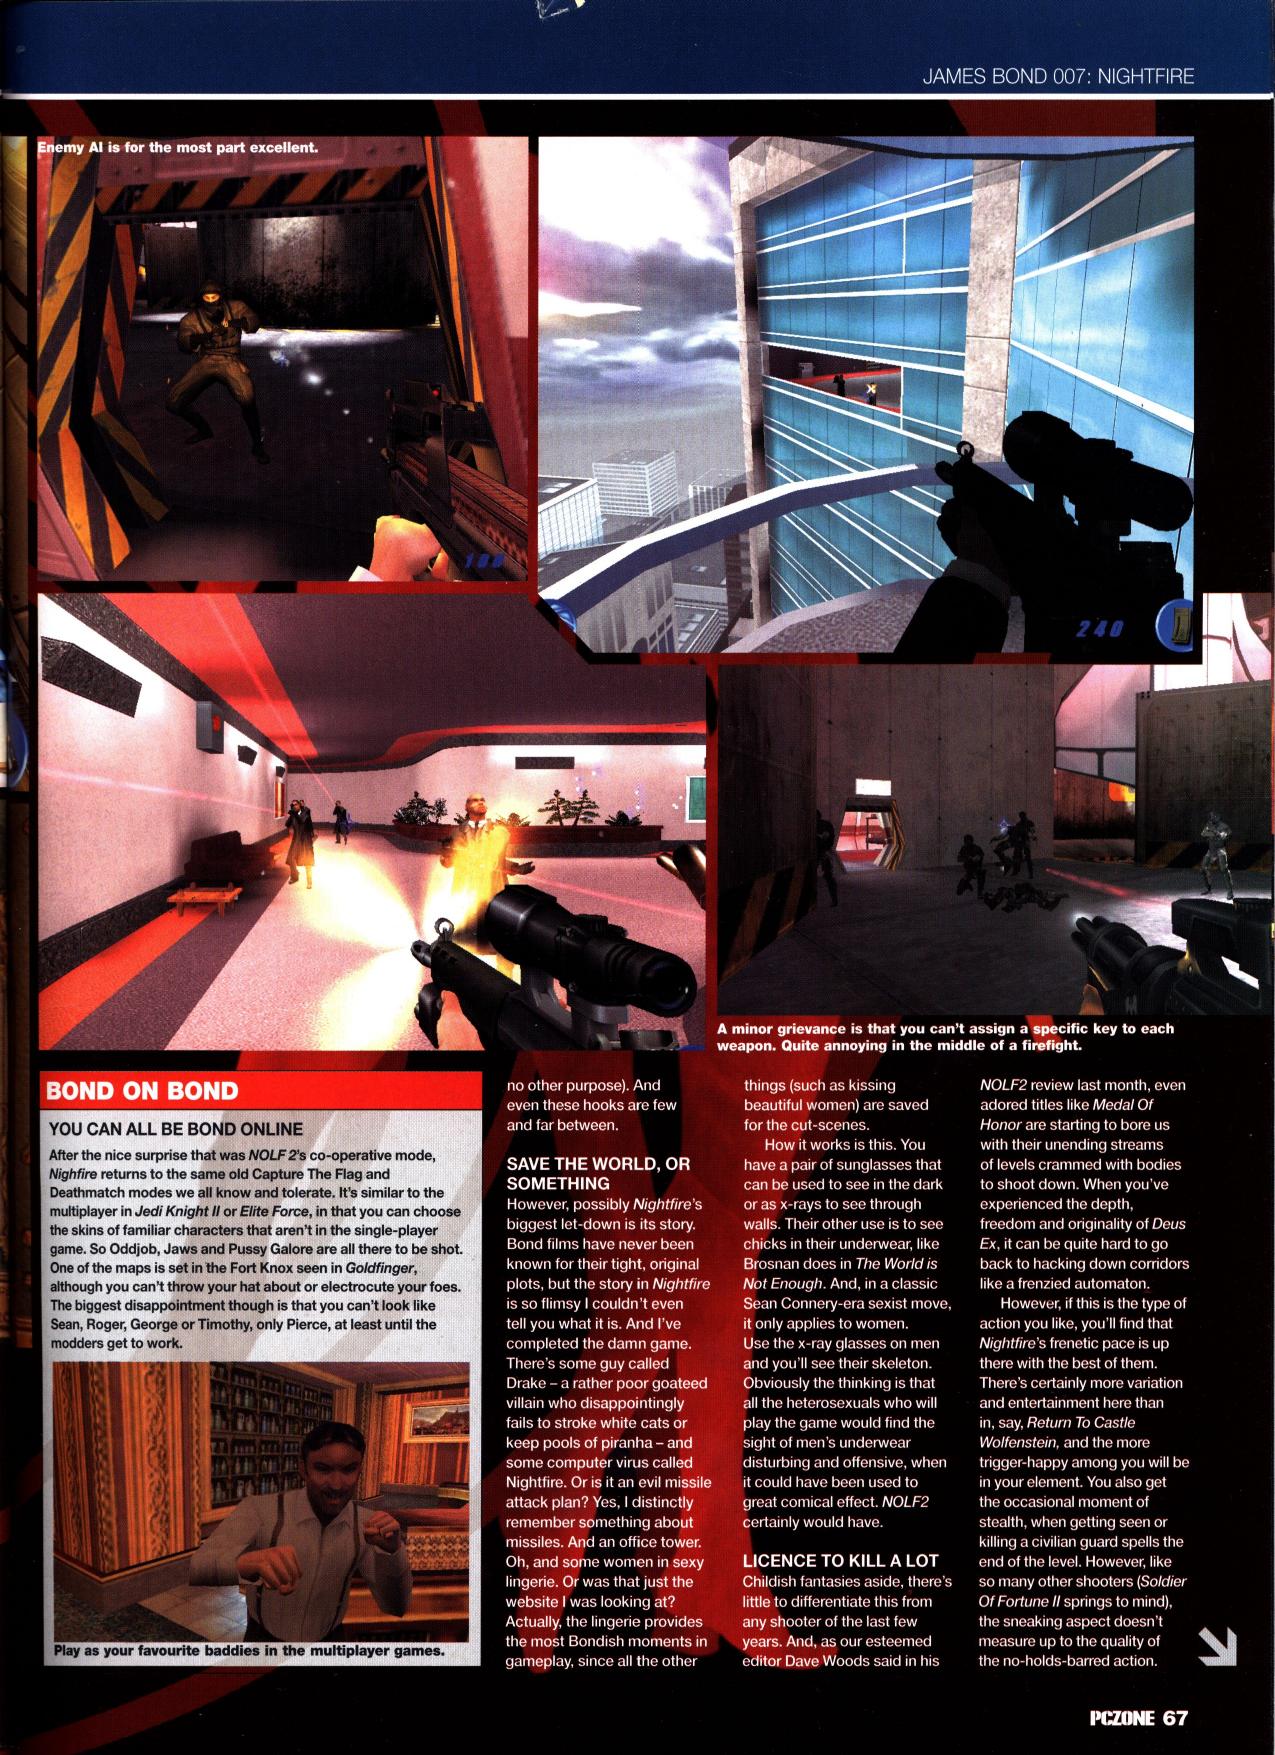 JAMES BOND 007: NIGHTFIRE
Enemy AI is for the most part excellent.
100
240
A minor grievance is that you can't assign a specific key to each
weapon. Quite annoying in the middle of a firefight.
BOND ON BOND
YOU CAN ALL BE BOND ONLINE
After the nice surprise that was NOLF 2's co-operative mode,
Nighfire returns to the same old Capture The Flag and
Deathmatch modes we all know and tolerate. It's similar to the
multiplayer in Jedi Knight II or Elite Force, in that you can choose
the skins of familiar characters that aren't in the single-player
game. So Oddjob, Jaws and Pussy Galore are all there to be shot.
One of the maps is set in the Fort Knox seen in Goldfinger,
although you can't throw your hat about or electrocute your foes.
The biggest disappointment though is that you can't look like
Sean, Roger, George or Timothy, only Pierce, at least until the
modders get to work.
Play as your favourite baddies in the multiplayer games.
no other purpose). And
even these hooks are few
and far between.
SAVE THE WORLD, OR
SOMETHING
However, possibly Nightfire's
biggest let-down is its story.
Bond films have never been
known for their tight, original
plots, but the story in Nightfire
is so flimsy I couldn't even
tell you what it is. And I've
completed the damn game.
There's some guy called
Drake – a rather poor goateed
villain who disappointingly
fails to stroke white cats or
keep pools of piranha – and
some computer virus called
Nightfire. Or is it an evil missile
attack plan? Yes, I distinctly
remember something about
missiles. And an office tower.
Oh, and some women in sexy
lingerie. Or was that just the
website I was looking at?
Actually, the lingerie provides
the most Bondish moments in
gameplay, since all the other
things (such as kissing
beautiful women) are saved
for the cut-scenes.
How it works is this. You
have a pair of sunglasses that
can be used to see in the dark
or as x-rays to see through
walls. Their other use is to see
chicks in their underwear, like
Brosnan does in The World is
Not Enough. And, in a classic
Sean Connery-era sexist move,
it only applies to women.
Use the x-ray glasses on men
and you'll see their skeleton.
Obviously the thinking is that
all the heterosexuals who will
play the game would find the
sight of men's underwear
disturbing and offensive, when
it could have been used to
great comical effect. NOLF2
certainly would have.
LICENCE TO KILL A LOT
Childish fantasies aside, there's
little to differentiate this from
any shooter of the last few
years. And, as our esteemed
editor Dave Woods said in his
NOLF2 review last month, even
adored titles like Medal Of
Honor are starting to bore us
with their unending streams
of levels crammed with bodies
to shoot down. When you've
experienced the depth,
freedom and originality of Deus
Ex, it can be quite hard to go
back to hacking down corridors
like a frenzied automaton.
However, if this is the type of
action you like, you'll find that
Nightfire's frenetic pace is up
there with the best of them.
There's certainly more variation
and entertainment here than
in, say, Return To Castle
Wolfenstein, and the more
trigger-happy among you will be
in your element. You also get
the occasional moment of
stealth, when getting seen or
killing a civilian guard spells the
end of the level. However, like
so many other shooters (Soldier
Of Fortune II springs to mind),
the sneaking aspect doesn't
measure up to the quality of
the no-holds-barred action.
PCZONE 67